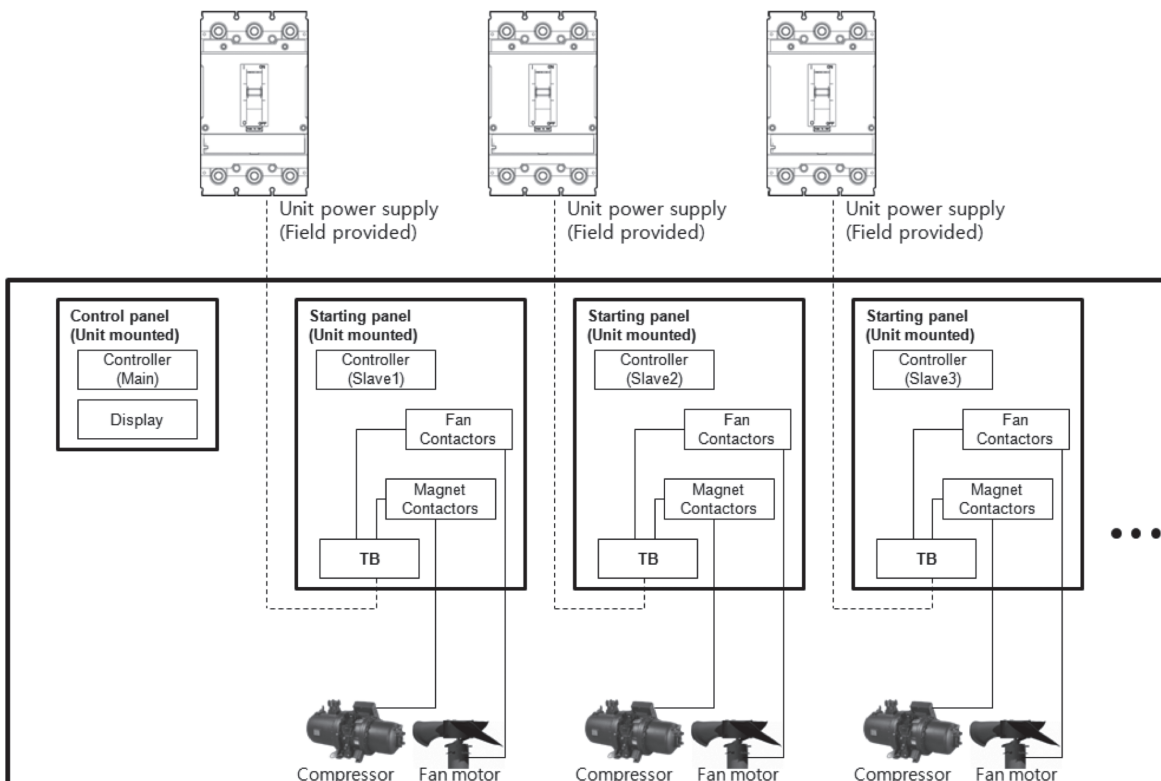 Unit power supply
(Field provided)
Unit power supply
(Field provided)
Unit power supply
(Field provided)
Control panel
(Unit mounted)
Controller
(Main)
Display
Starting panel
(Unit mounted)
Controller
(Slave1)
Fan
Contactors
Magnet
Contactors
TB
Starting panel
(Unit mounted)
Controller
(Slave2)
Fan
Contactors
Magnet
Contactors
TB
Starting panel
(Unit mounted)
Controller
(Slave3)
Fan
Contactors
Magnet
Contactors
TB
Compressor
Fan motor
Compressor
Fan motor
Compressor
Fan motor